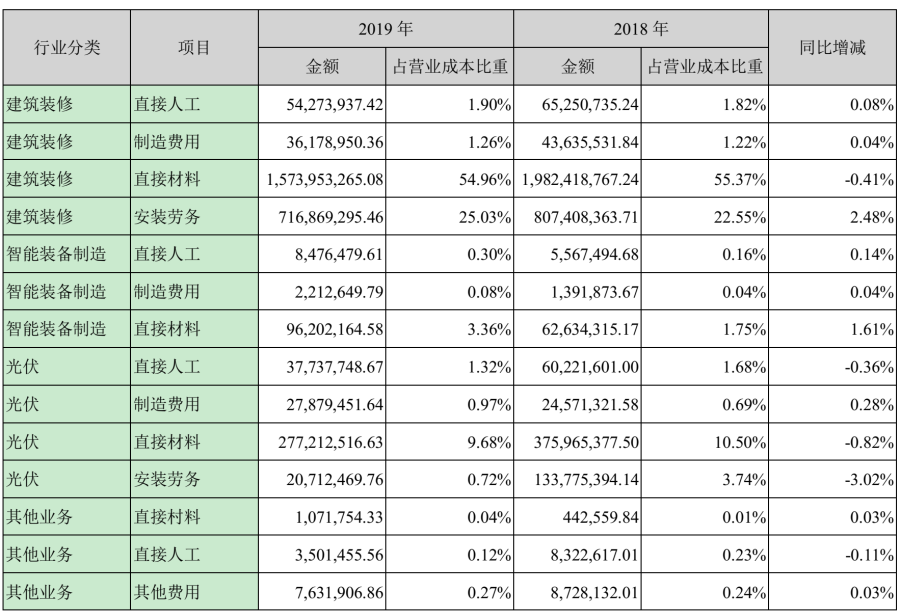 行业分类 项目 2019 年 2018 年 同比增减
金额 占营业成本比重 金额 占营业成本比重
建筑装修 直接人工 54,273,937.42 1.90% 65,250,735.24 1.82% 0.08%
建筑装修 制造费用 36,178,950.36 1.26% 43,635,531.84 1.22% 0.04%
建筑装修 直接材料 1,573,953,265.08 54.96% 1,982,418,767.24 55.37% -0.41%
建筑装修 安装劳务 716,869,295.46 25.03% 807,408,363.71 22.55% 2.48%
智能装备制造 直接人工 8,476,479.61 0.30% 5,567,494.68 0.16% 0.14%
智能装备制造 制造费用 2,212,649.79 0.08% 1,391,873.67 0.04% 0.04%
智能装备制造 直接材料 96,202,164.58 3.36% 62,634,315.17 1.75% 1.61%
光伏 直接人工 37,737,748.67 1.32% 60,221,601.00 1.68% -0.36%
光伏 制造费用 27,879,451.64 0.97% 24,571,321.58 0.69% 0.28%
光伏 直接材料 277,212,516.63 9.68% 375,965,377.50 10.50% -0.82%
光伏 安装劳务 20,712,469.76 0.72% 133,775,394.14 3.74% -3.02%
其他业务 直接村料 1,071,754.33 0.04% 442,559.84 0.01% 0.03%
其他业务 直接人工 3,501,455.56 0.12% 8,322,617.01 0.23% -0.11%
其他业务 其他费用 7,631,906.86 0.27% 8,728,132.01 0.24% 0.03%